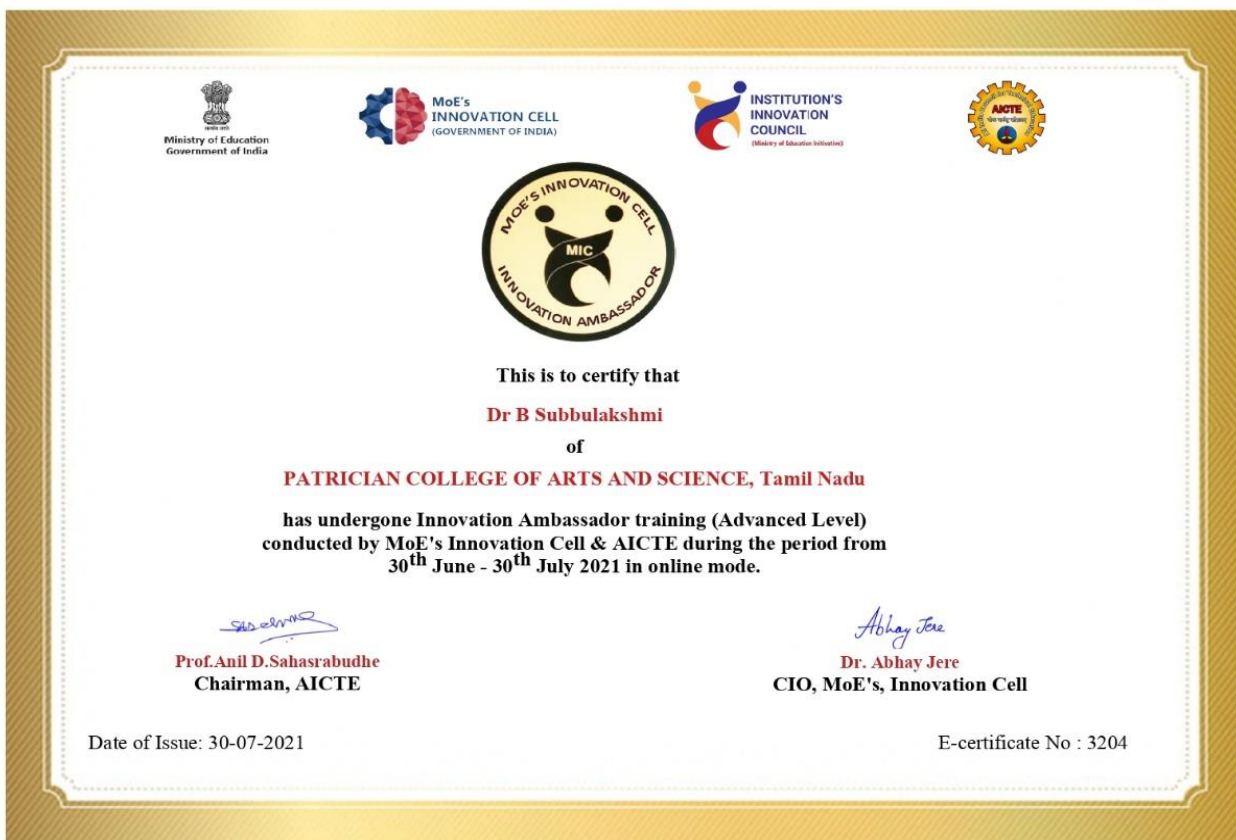 Ministry of Education
Government of India
MoE's
INNOVATION CELL
(GOVERNMENT OF INDIA)
INSTITUTION'S
INNOVATION
COUNCIL
(Ministry of Education Initiative)
AICTE
MOE'S INNOVATION CELL
MIC
INNOVATION AMBASSADOR
This is to certify that
Dr B Subbulakshmi
of
PATRICIAN COLLEGE OF ARTS AND SCIENCE, Tamil Nadu
has undergone Innovation Ambassador training (Advanced Level)
conducted by MoE's Innovation Cell & AICTE during the period from
30th June - 30th July 2021 in online mode.
Abhay Jere
Prof.Anil D.Sahasrabudhe
Chairman, AICTE
Dr. Abhay Jere
CIO, MoE's, Innovation Cell
Date of Issue: 30-07-2021
E-certificate No : 3204